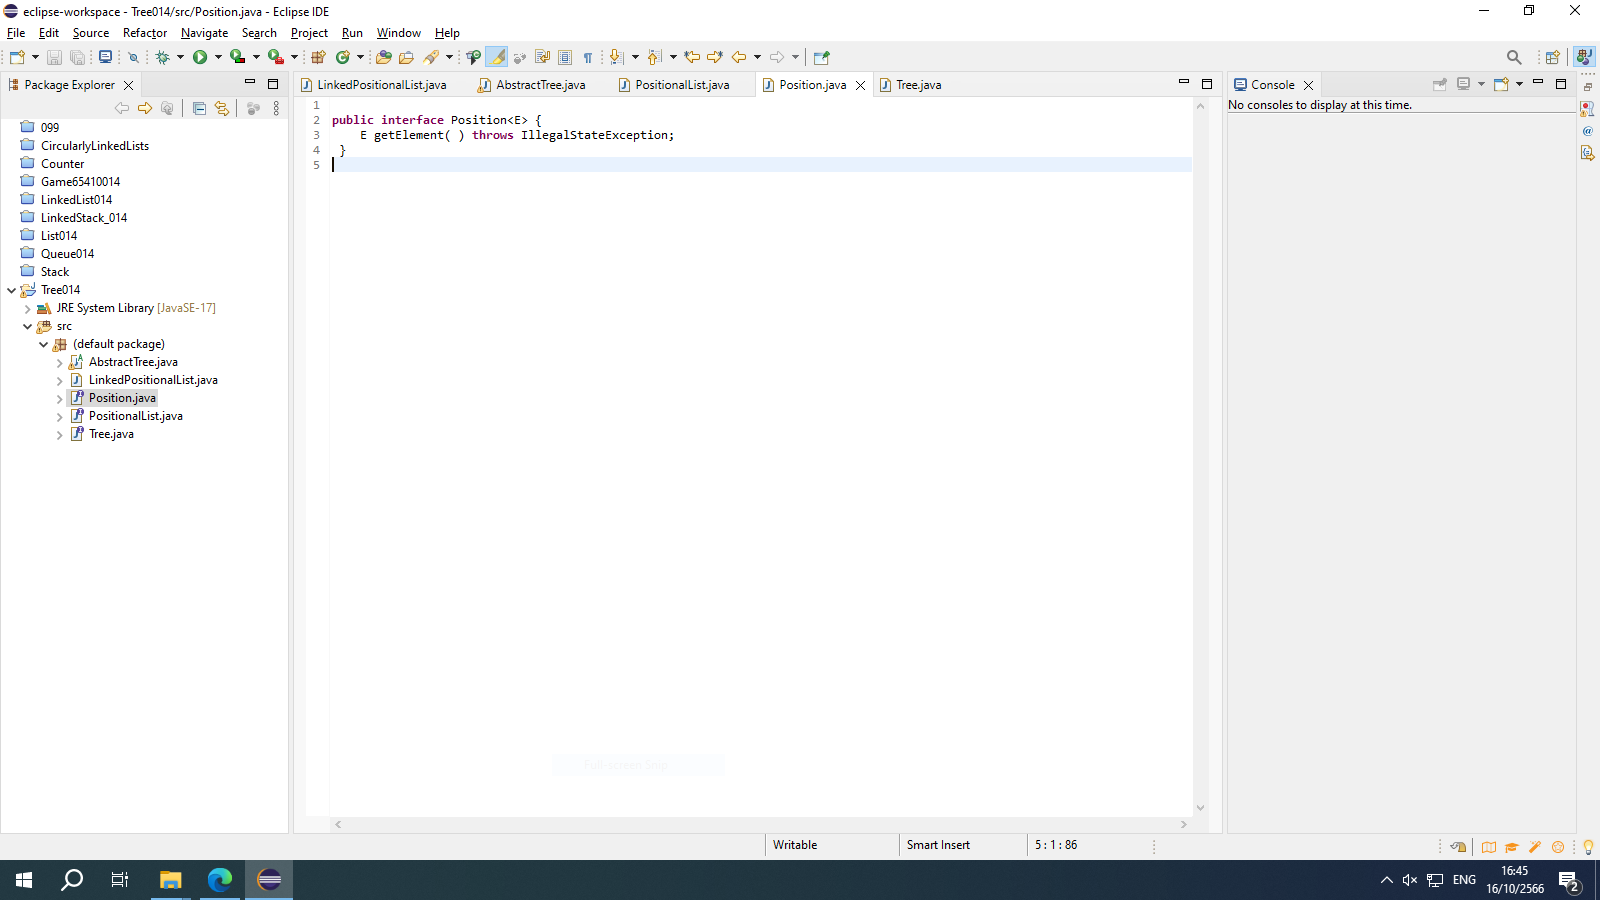 eclipse-workspace - Tree014/src/Position.java - Eclipse IDE
File Edit Source Refactor Navigate Search Project Run Window Help
Package Explorer
LinkedPositionalList.java AbstractTree.java PositionalList.java Position.java Tree.java
Console
No consoles to display at this time.
099
CircularlyLinkedLists
Counter
Game65410014
LinkedList014
LinkedStack_014
List014
Queue014
Stack
Tree014
JRE System Library [JavaSE-17]
src
(default package)
AbstractTree.java
LinkedPositionalList.java
Position.java
PositionalList.java
Tree.java
1
2 public interface Position<E> {
3 E getElement( ) throws IllegalStateException;
4 }
5
Full-screen Snip
Writable Smart Insert 5 : 1 : 86
ENG
16:45
16/10/2566
2